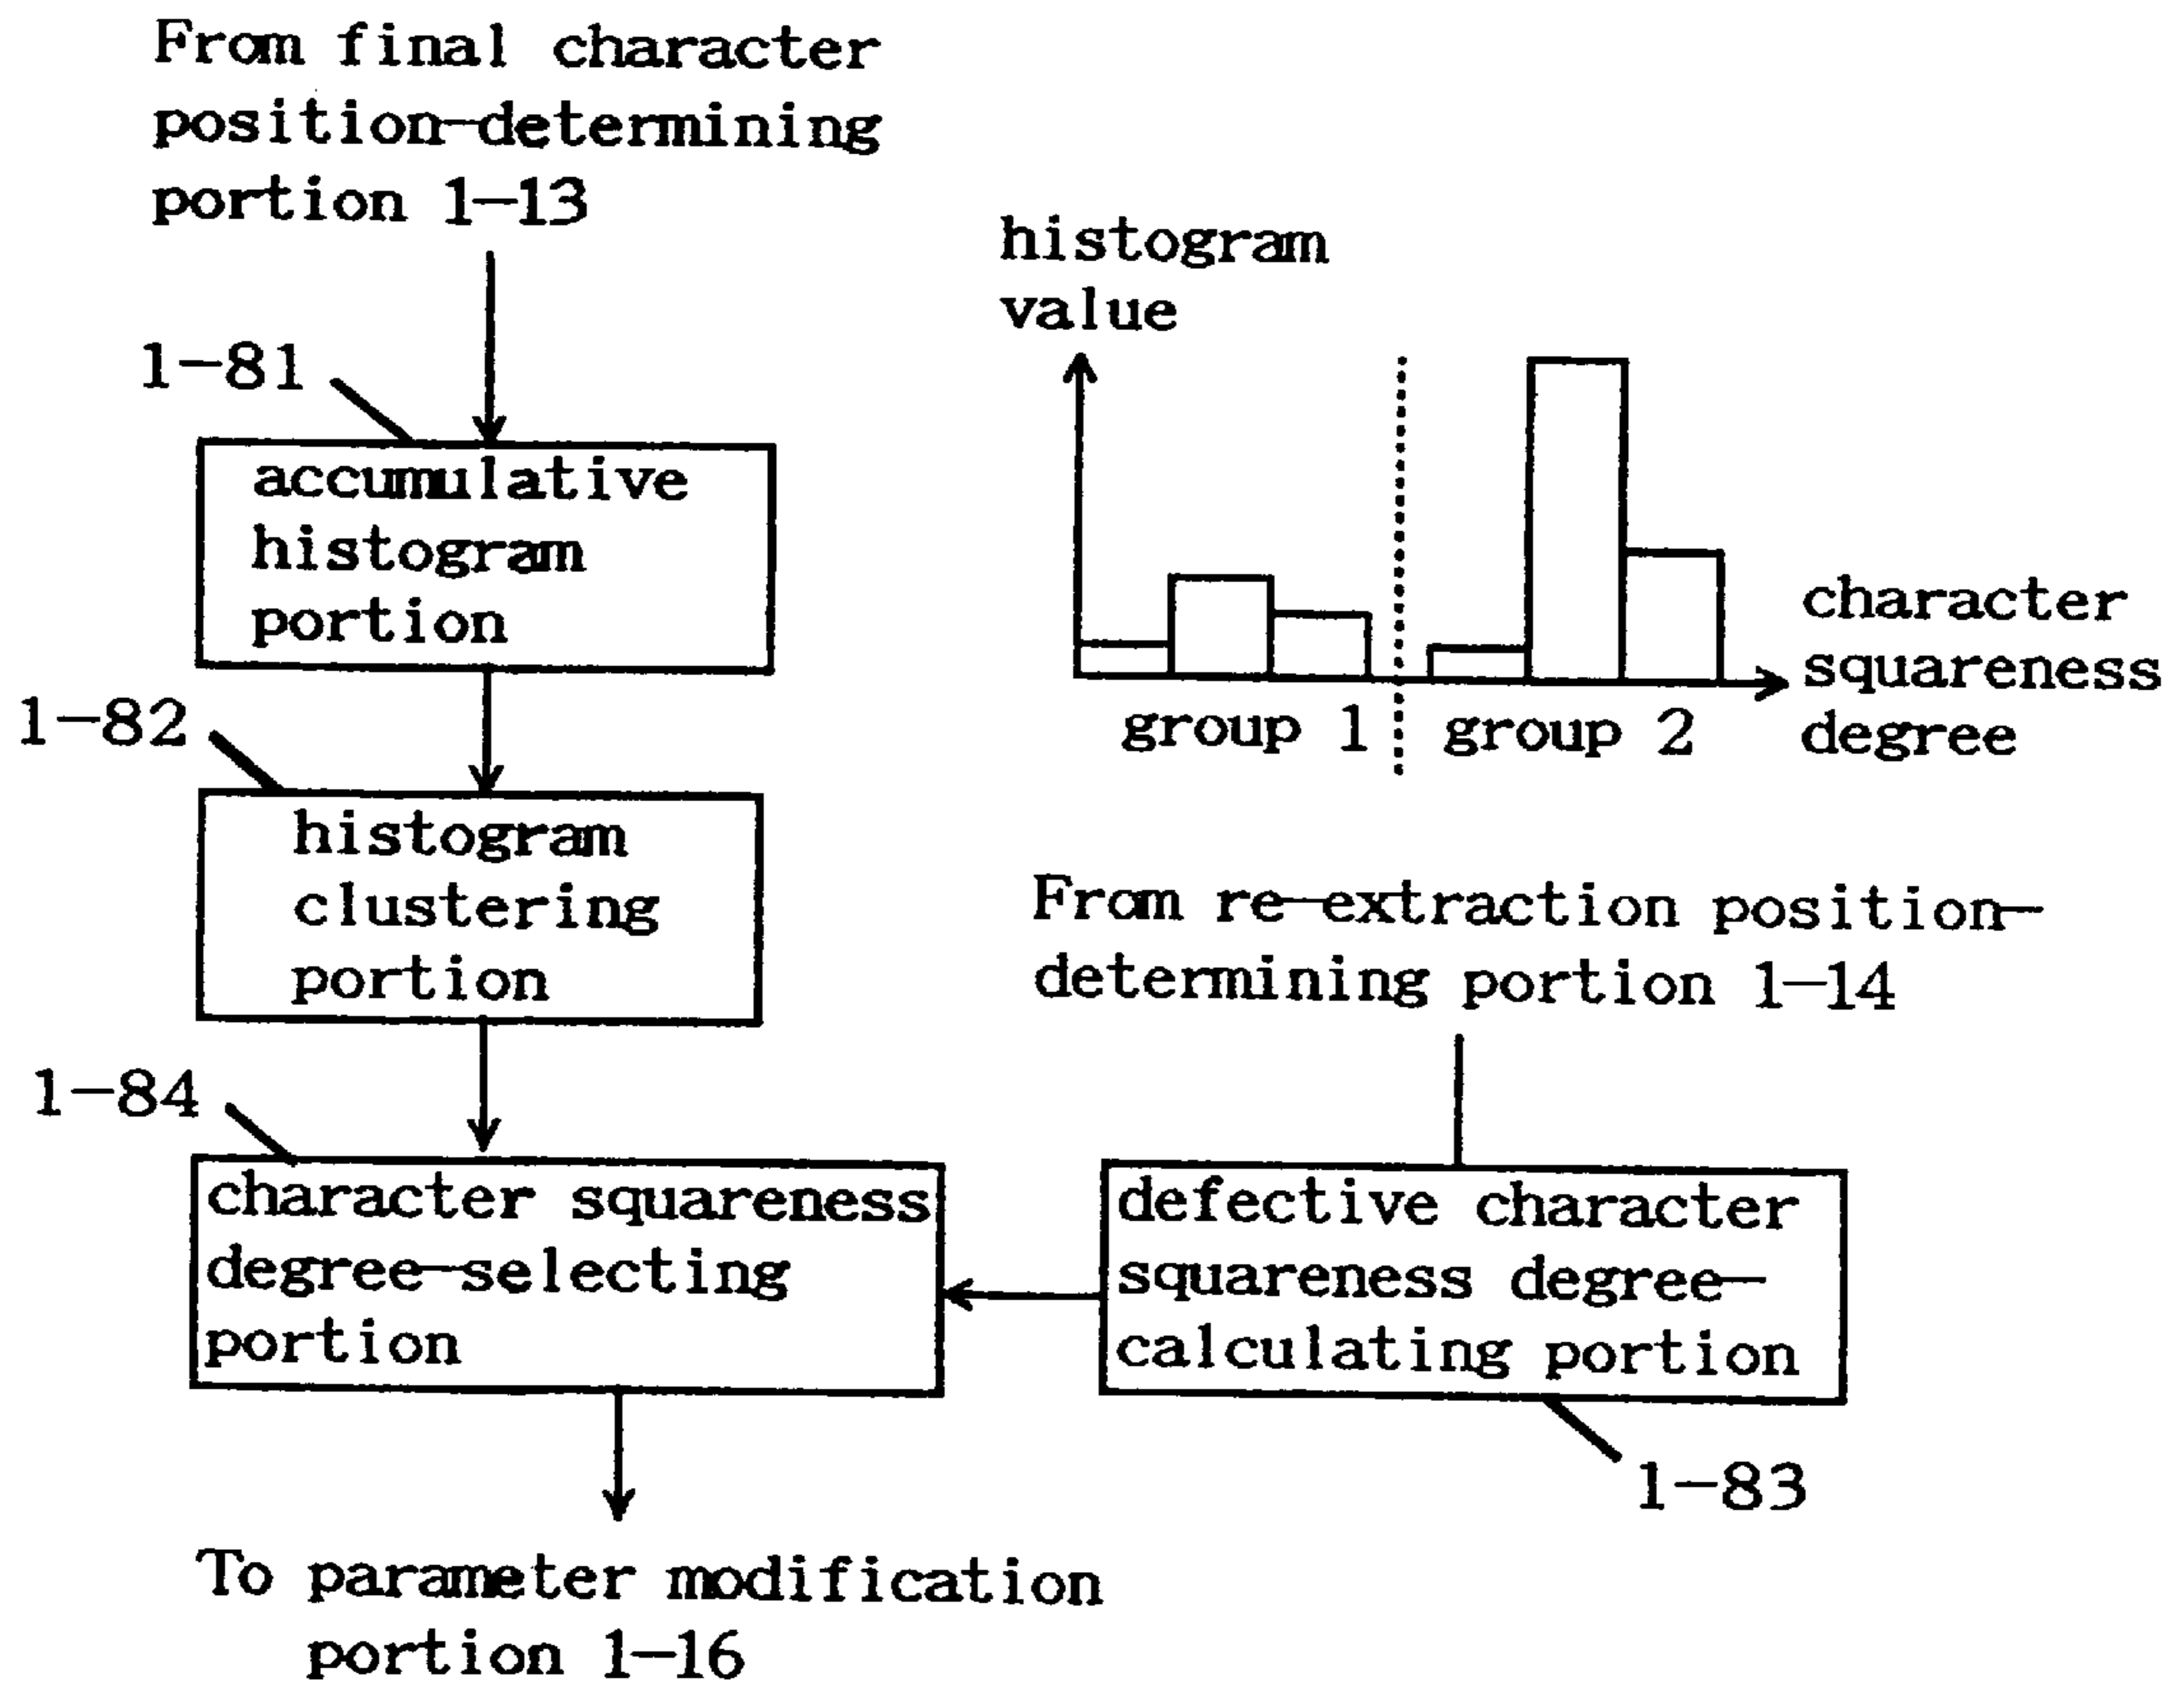 From final character
position-determining
portion 1-13
1-81
accumulative
histogram
portion
histogram
value
character
squareness
degree
group 1
group 2
1-82
histogram
clustering
portion
From re-extraction position-
determining portion 1-14
1-84
character squareness
degree-selecting
portion
defective character
squareness degree-
calculating portion
1-83
To parameter modification
portion 1-16